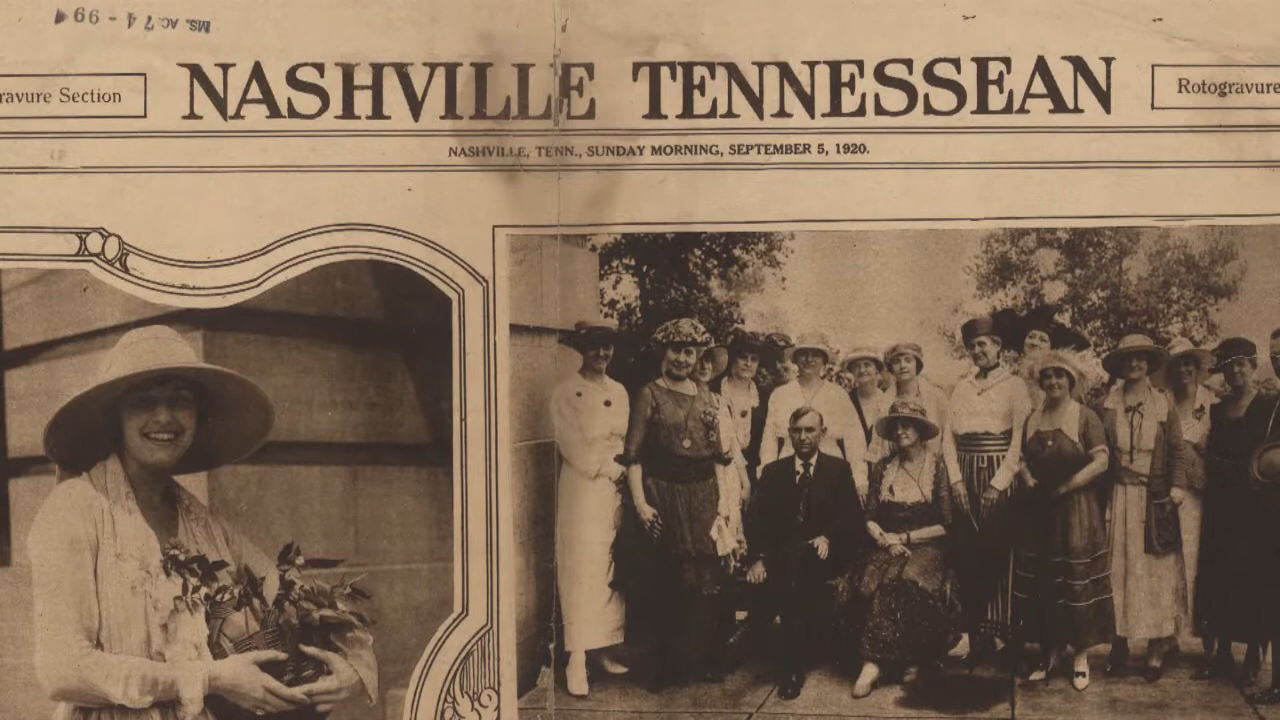 MS. AC. 74 - 99
NASHVILLE TENNESSEAN
ravure Section
Rotogravure
NASHVILLE, TENN., SUNDAY MORNING, SEPTEMBER 5, 1920.